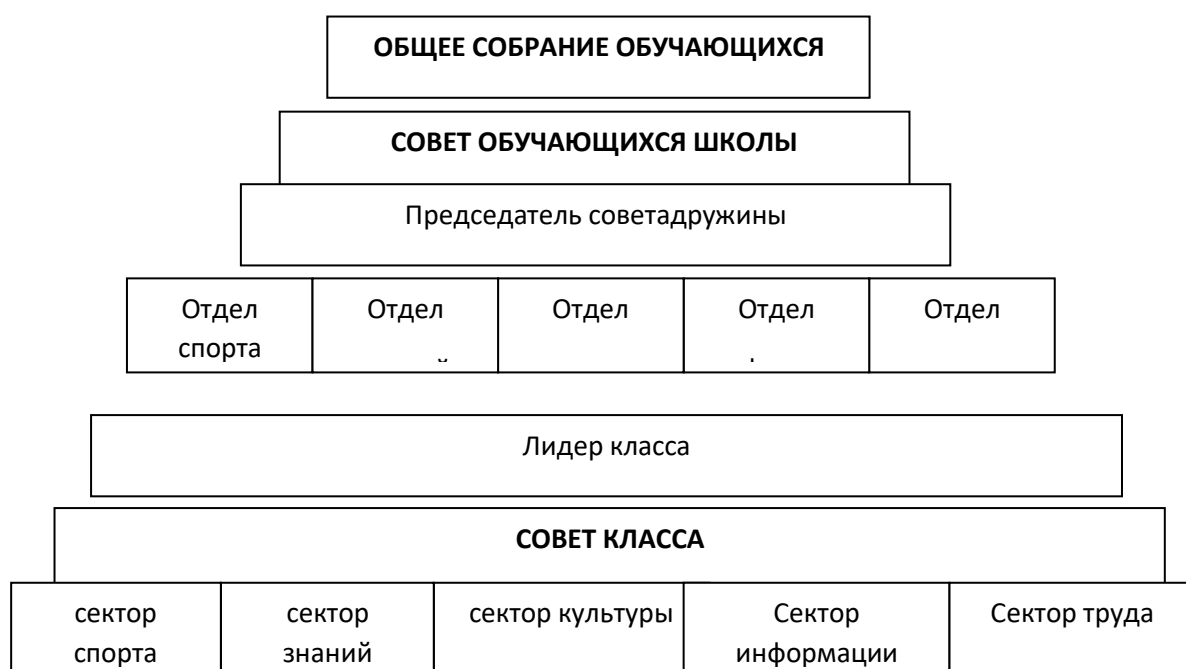 ОБЩЕЕ СОБРАНИЕ ОБУЧАЮЩИХСЯ
СОВЕТ ОБУЧАЮЩИХСЯ ШКОЛЫ
Председатель советадружины
Отдел спорта
Отдел
Отдел
Отдел
Отдел
Лидер класса
СОВЕТ КЛАССА
сектор спорта
сектор знаний
сектор культуры
Сектор информации
Сектор труда